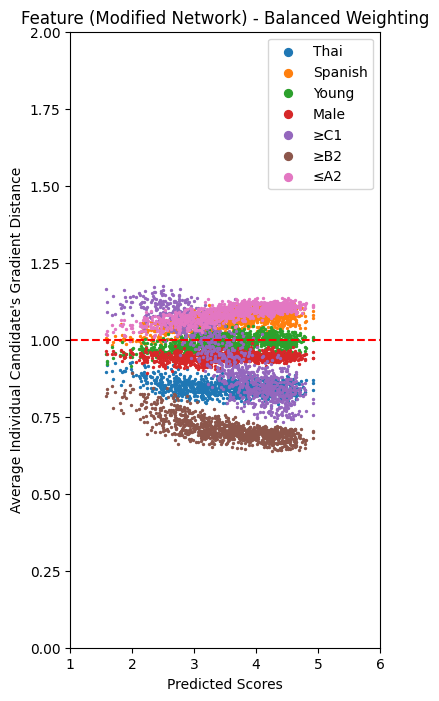 Feature (Modified Network) - Balanced Weighting
2.00
1.75
1.50
1.25
1.00
0.75
0.50
0.25
0.00
Average Individual Candidate's Gradient Distance
Thai
Spanish
Young
Male
≥C1
≥B2
≤A2
1 2 3 4 5 6
Predicted Scores